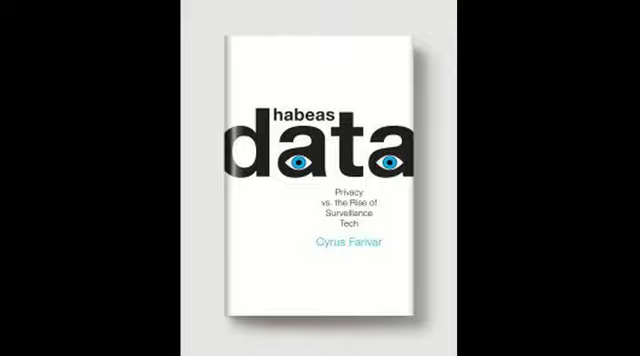 habeas
data
Privacy
vs. the Rise of
Surveillance
Tech
Cyrus Farivar